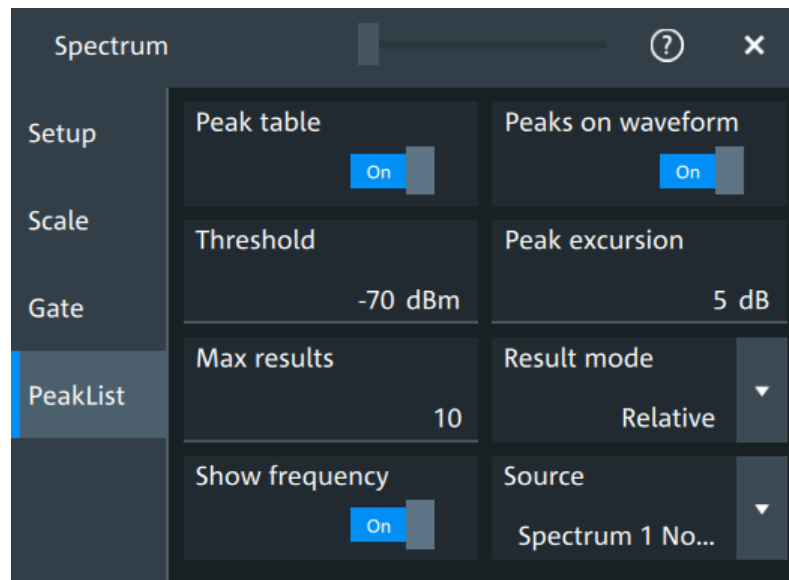 Spectrum
?
Setup
Scale
Gate
PeakList
Peak table
On
Peaks on waveform
On
Threshold
-70 dBm
Peak excursion
5 dB
Max results
10
Result mode
Relative
Show frequency
On
Source
Spectrum 1 No...